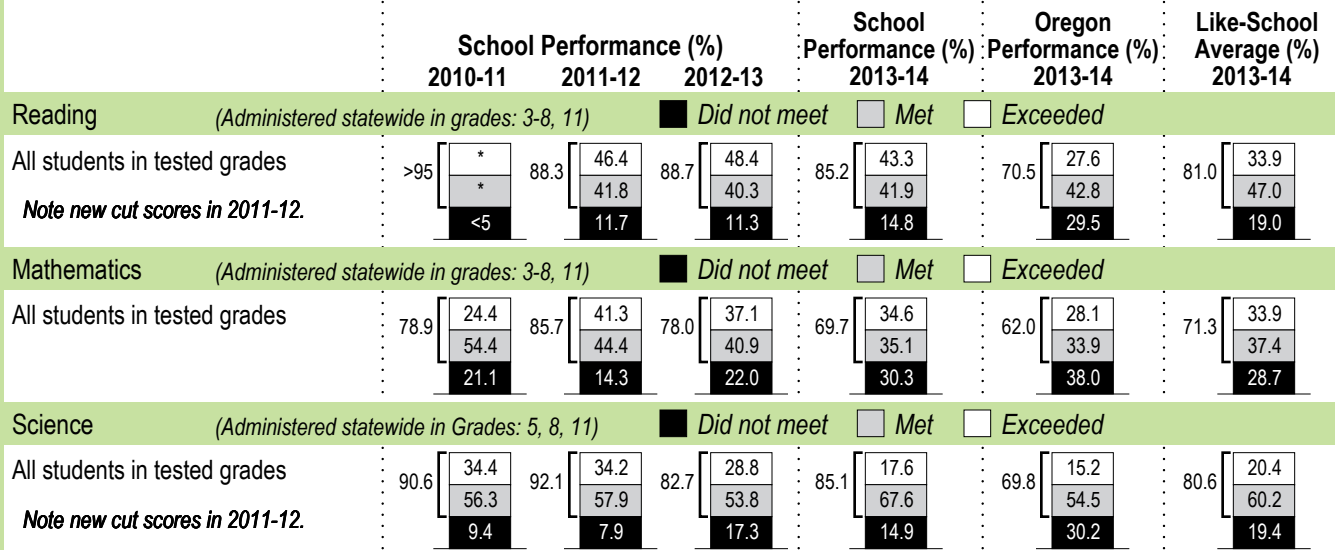 School Performance (%)
School Performance (%)
Oregon Performance (%)
Like-School Average (%)
2010-11 2011-12 2012-13 2013-14 2013-14 2013-14
Reading (Administered statewide in grades: 3-8, 11) Did not meet Met Exceeded
All students in tested grades
Note new cut scores in 2011-12.
>95 * * <5
88.3 46.4 41.8 11.7
88.7 48.4 40.3 11.3
85.2 43.3 41.9 14.8
70.5 27.6 42.8 29.5
81.0 33.9 47.0 19.0
Mathematics (Administered statewide in grades: 3-8, 11) Did not meet Met Exceeded
All students in tested grades
78.9 24.4 54.4 21.1
85.7 41.3 44.4 14.3
78.0 37.1 40.9 22.0
69.7 34.6 35.1 30.3
62.0 28.1 33.9 38.0
71.3 33.9 37.4 28.7
Science (Administered statewide in Grades: 5, 8, 11) Did not meet Met Exceeded
All students in tested grades
Note new cut scores in 2011-12.
90.6 34.4 56.3 9.4
92.1 34.2 57.9 7.9
82.7 28.8 53.8 17.3
85.1 17.6 67.6 14.9
69.8 15.2 54.5 30.2
80.6 20.4 60.2 19.4